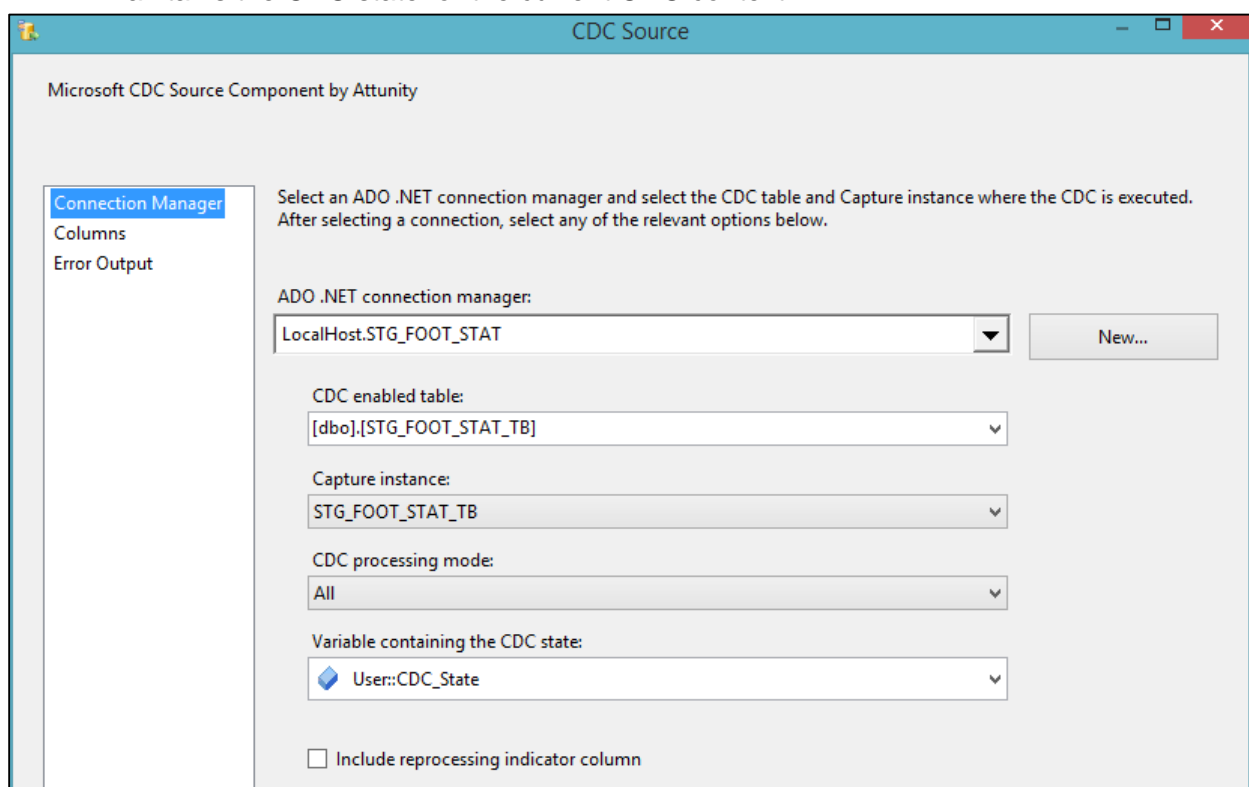 CDC Source
Microsoft CDC Source Component by Attunity
Connection Manager
Columns
Error Output
Select an ADO .NET connection manager and select the CDC table and Capture instance where the CDC is executed.
After selecting a connection, select any of the relevant options below.
ADO .NET connection manager:
LocalHost.STG_FOOT_STAT
New...
CDC enabled table:
[dbo].[STG_FOOT_STAT_TB]
Capture instance:
STG_FOOT_STAT_TB
CDC processing mode:
All
Variable containing the CDC state:
User::CDC_State
Include reprocessing indicator column